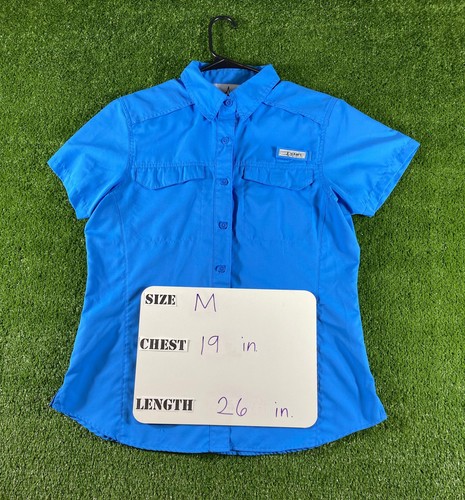 SIZE M
CHEST 19 in
LENGTH 26 in.